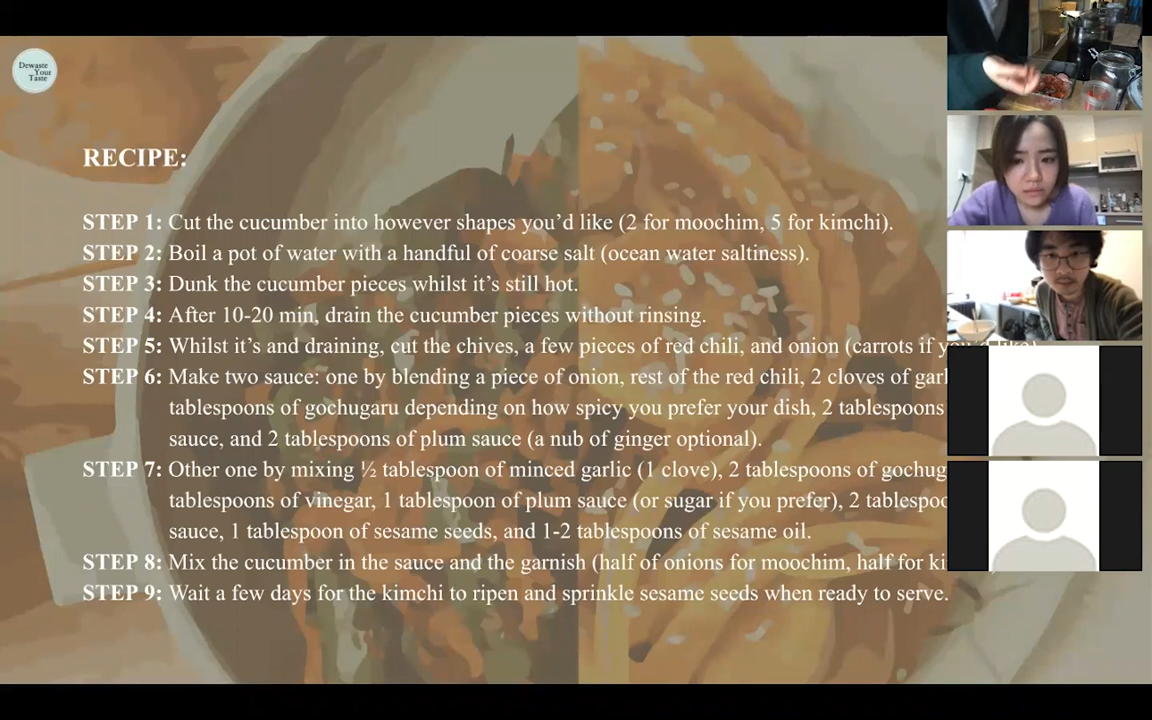 Dewaste
Your
Taste
RECIPE:
STEP 1: Cut the cucumber into however shapes you’d like (2 for moochim, 5 for kimchi).
STEP 2: Boil a pot of water with a handful of coarse salt (ocean water saltiness).
STEP 3: Dunk the cucumber pieces whilst it’s still hot.
STEP 4: After 10-20 min, drain the cucumber pieces without rinsing.
STEP 5: Whilst it’s and draining, cut the chives, a few pieces of red chili, and onion (carrots if
STEP 6: Make two sauce: one by blending a piece of onion, rest of the red chili, 2 cloves of
tablespoons of gochugaru depending on how spicy you prefer your dish, 2 tablespoons
sauce, and 2 tablespoons of plum sauce (a nub of ginger optional).
STEP 7: Other one by mixing ½ tablespoon of minced garlic (1 clove), 2 tablespoons of
tablespoons of vinegar, 1 tablespoon of plum sauce (or sugar if you prefer), 2
sauce, 1 tablespoon of sesame seeds, and 1-2 tablespoons of sesame oil.
STEP 8: Mix the cucumber in the sauce and the garnish (half of onions for moochim, half for
STEP 9: Wait a few days for the kimchi to ripen and sprinkle sesame seeds when ready to serve.